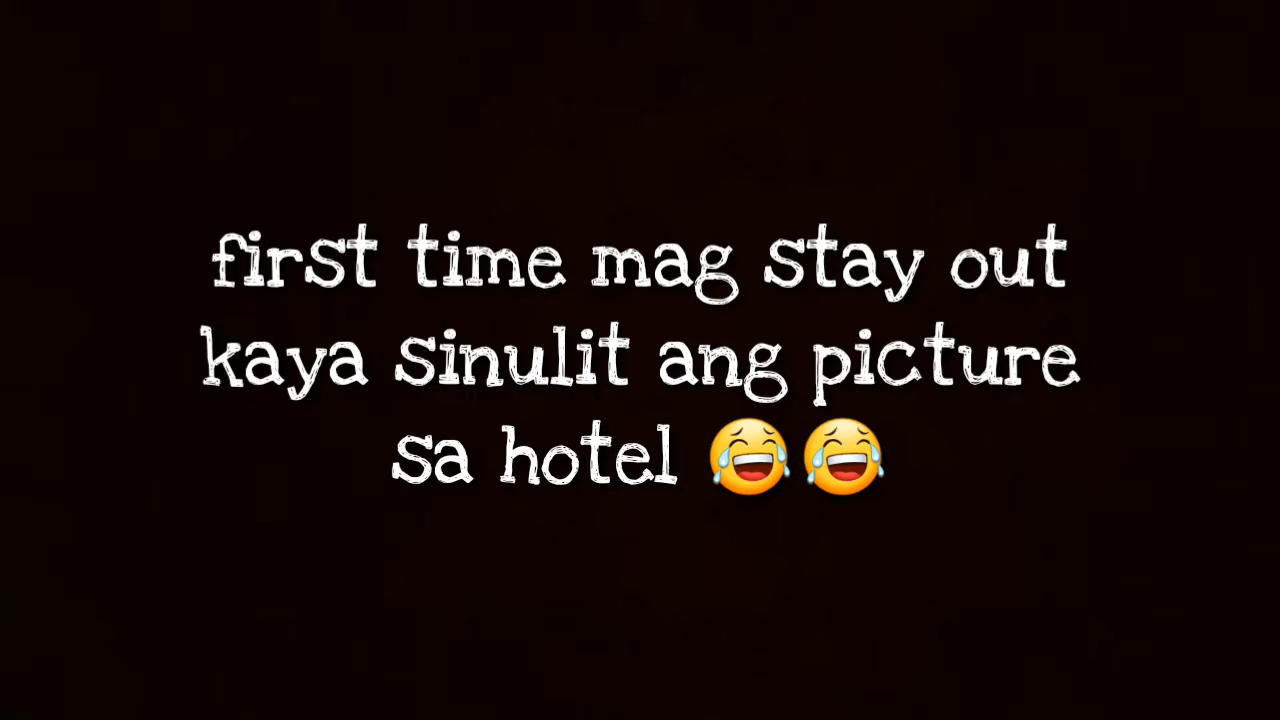 first time mag stay out
kaya sinulit ang picture
sa hotel 😂😂